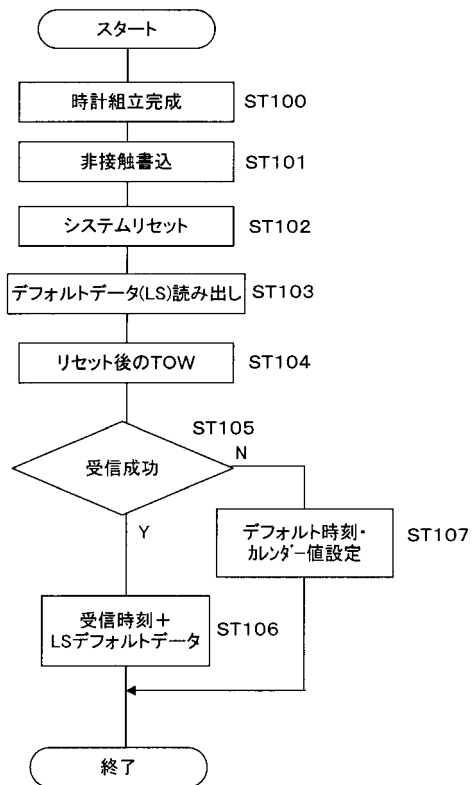 スタート
時計組立完成 ST100
非接触書込 ST101
システムリセット ST102
デフォルトデータ(LS)読み出し ST103
リセット後のTOW ST104
ST105
受信成功
N
Y
デフォルト時刻・
カレンダー値設定
ST107
受信時刻+
LSデフォルトデータ
ST106
終了